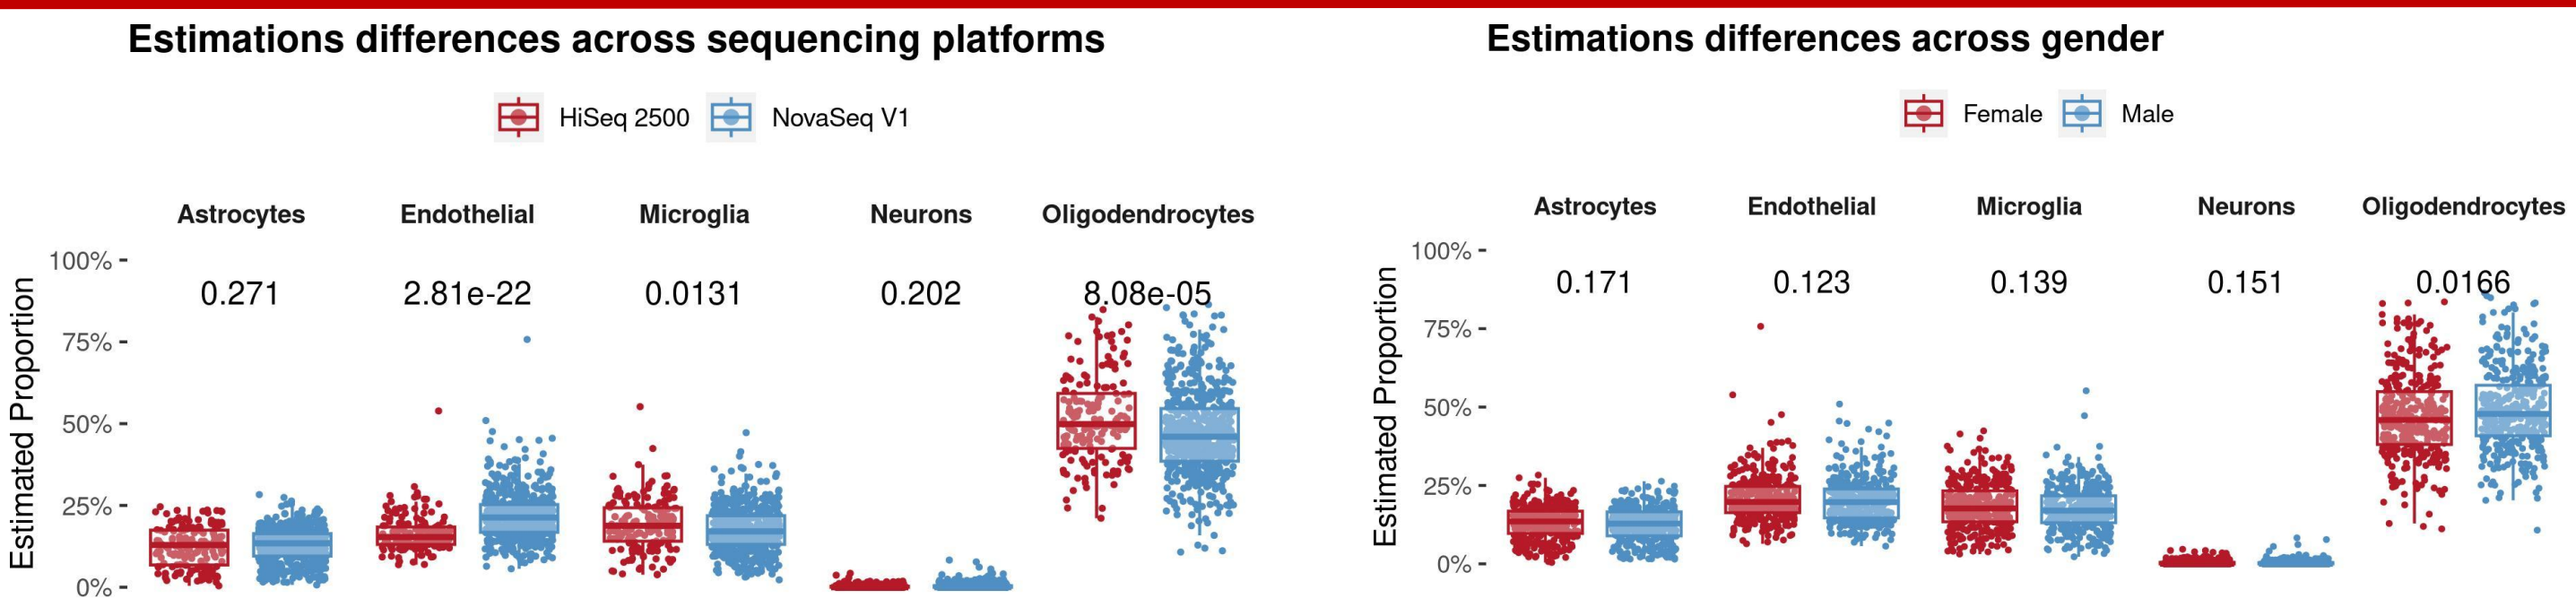 Estimations differences across sequencing platforms
HiSeq 2500 NovaSeq V1
Astrocytes Endothelial Microglia Neurons Oligodendrocytes
100%
0.271 2.81e-22 0.0131 0.202 8.08e-05
75%
50%
25%
0%
Estimated Proportion
Estimations differences across gender
Female Male
Astrocytes Endothelial Microglia Neurons Oligodendrocytes
100%
0.171 0.123 0.139 0.151 0.0166
75%
50%
25%
0%
Estimated Proportion